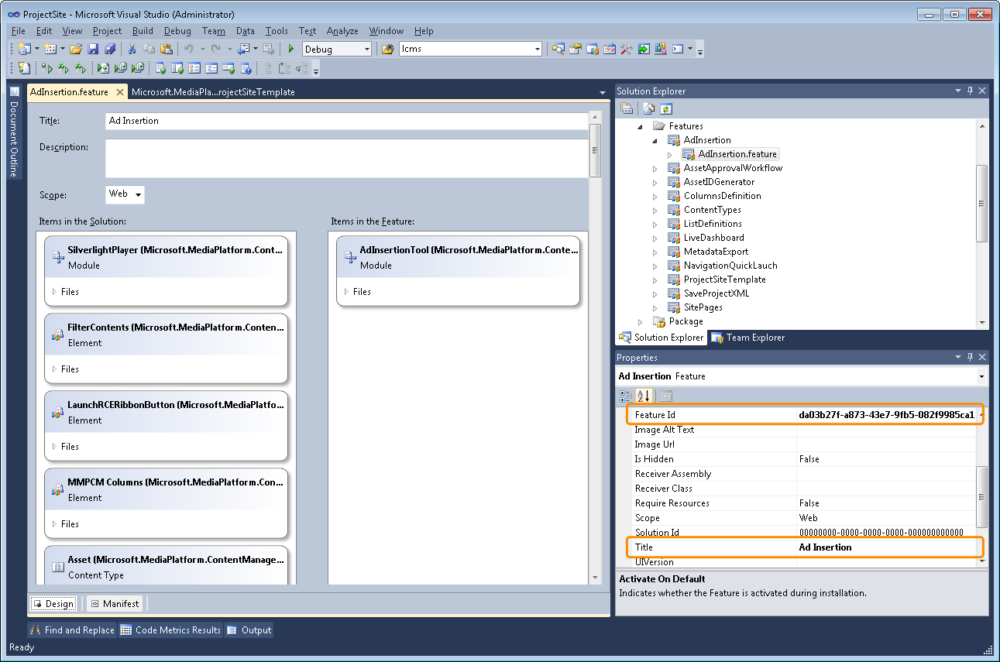 ProjectSite - Microsoft Visual Studio (Administrator)
File Edit View Project Build Debug Team Data Tools Test Analyze Window Help
Debug lcms
Document Outline
AdInsertion.feature Microsoft.MediaPla...rojectSiteTemplate
Title: Ad Insertion
Description:
Scope: Web
Items in the Solution:
SilverlightPlayer (Microsoft.MediaPlatform.Cont...
Module
Files
FilterContents (Microsoft.MediaPlatform.Conten...
Element
Files
LaunchRCERibbonButton (Microsoft.MediaPlatfo...
Element
Files
MMPCM Columns (Microsoft.MediaPlatform.Con...
Element
Files
Asset (Microsoft.MediaPlatform.ContentManage...
Content Type
Items in the Feature:
AdInsertionTool (Microsoft.MediaPlatform.Conte...
Module
Files
Design Manifest
Solution Explorer
Features
AdInsertion
AdInsertion.feature
AssetApprovalWorkflow
AssetIDGenerator
ColumnsDefinition
ContentTypes
ListDefinitions
LiveDashboard
MetadataExport
NavigationQuickLauch
ProjectSiteTemplate
SaveProjectXML
SitePages
Package
Solution Explorer Team Explorer
Properties
Ad Insertion Feature
Feature Id da03b27f-a873-43e7-9fb5-082f9985ca1
Image Alt Text
Image Url
Is Hidden False
Receiver Assembly
Receiver Class
Require Resources False
Scope Web
Solution Id 00000000-0000-0000-0000-000000000000
Title Ad Insertion
UIVersion
Activate On Default
Indicates whether the Feature is activated during installation.
Find and Replace Code Metrics Results Output
Ready